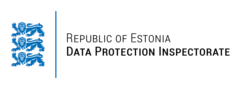 REPUBLIC OF ESTONIA
DATA PROTECTION INSPECTORATE